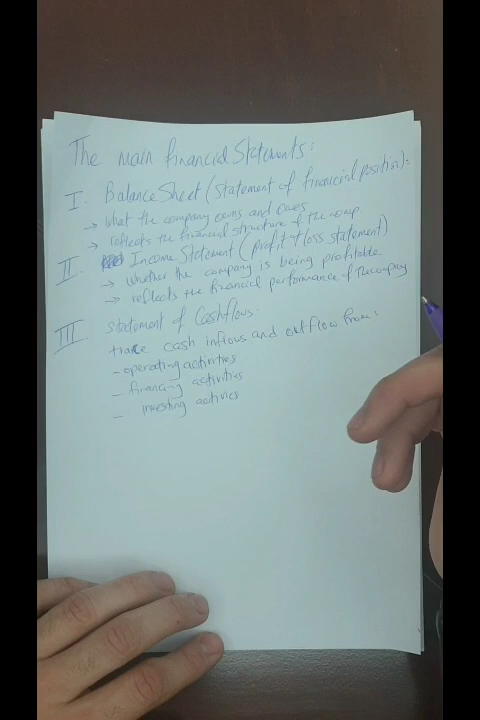 The main financial Statements:
I. Balance Sheet (Statement of financial position):
→ What the company owns and owes
→ reflects the financial structure of the comp
II. Income Statement (profit & loss statement)
→ Whether the company is being profitable
→ reflects the financial performance of the company
III Statement of Cashflows.
trace cash inflows and outflow from:
- operating activities
- financing activities
- investing activies